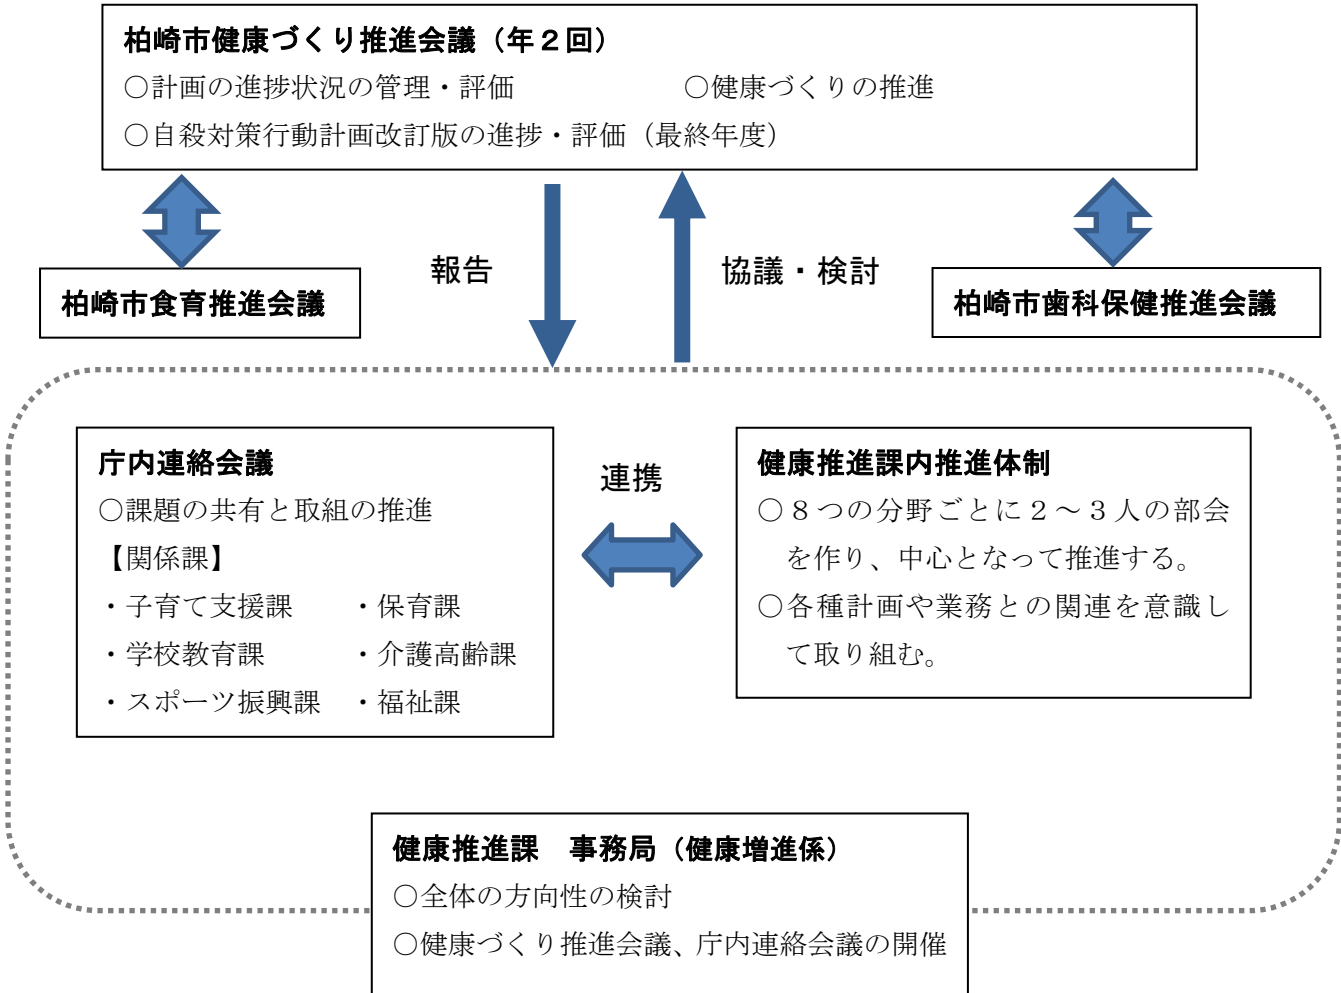 柏崎市健康づくり推進会議（年２回）
○計画の進捗状況の管理・評価　○健康づくりの推進
○自殺対策行動計画改訂版の進捗・評価（最終年度）
報告
協議・検討
柏崎市食育推進会議
柏崎市歯科保健推進会議
庁内連絡会議
○課題の共有と取組の推進
【関係課】
・子育て支援課　・保育課
・学校教育課　・介護高齢課
・スポーツ振興課　・福祉課
連携
健康推進課内推進体制
○８つの分野ごとに２～３人の部会
を作り、中心となって推進する。
○各種計画や業務との関連を意識し
て取り組む。
健康推進課　事務局（健康増進係）
○全体の方向性の検討
○健康づくり推進会議、庁内連絡会議の開催